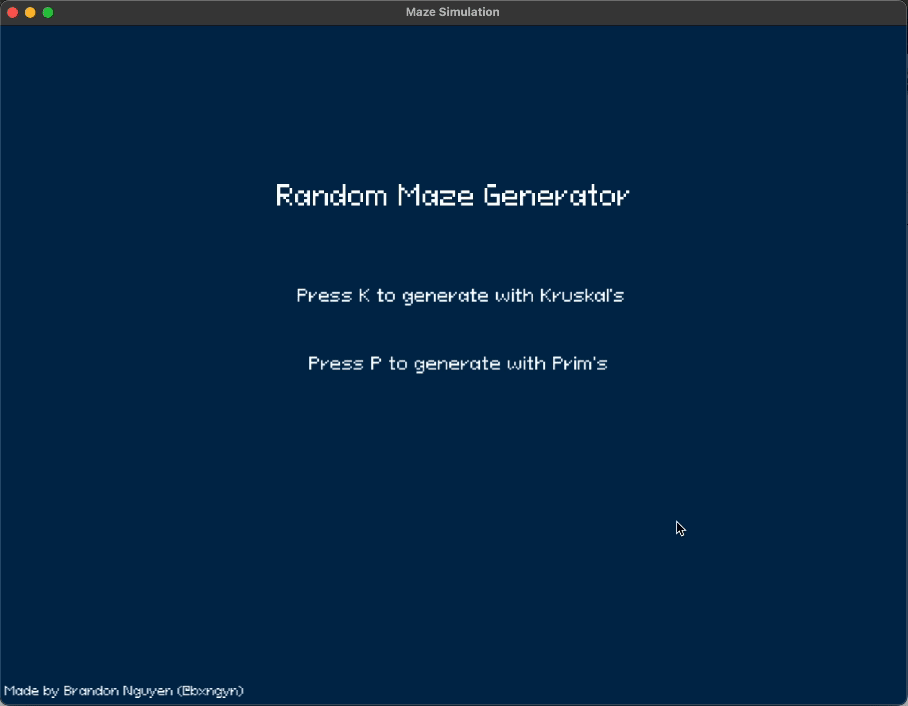 Maze Simulation
Random Maze Generator
Press K to generate with Kruskal's
Press P to generate with Prim's
Made by Brandon Nguyen (@bxngyn)